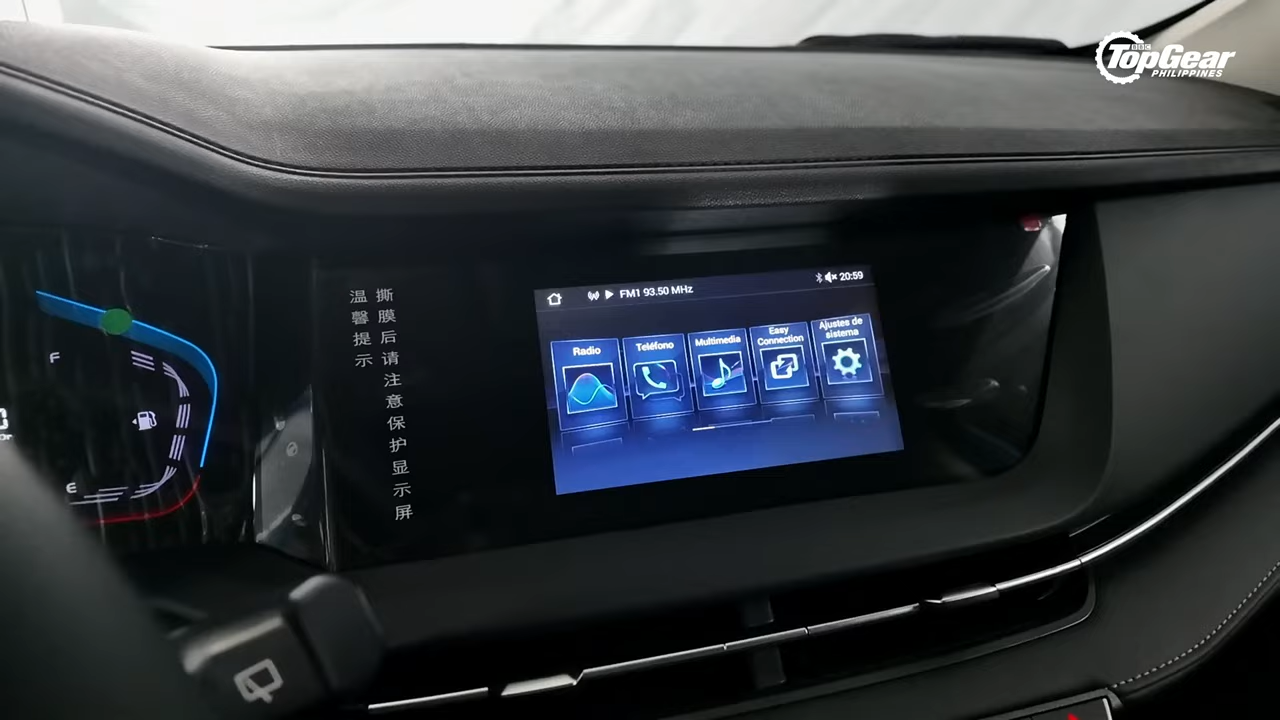 BBC
TopGear
PHILIPPINES
FM1 93.50 MHz
20:59
Radio
Teléfono
Multimedia
Easy
Connection
Ajustes de
sistema
温馨提示
撕膜后请注意保护显示屏
F
E